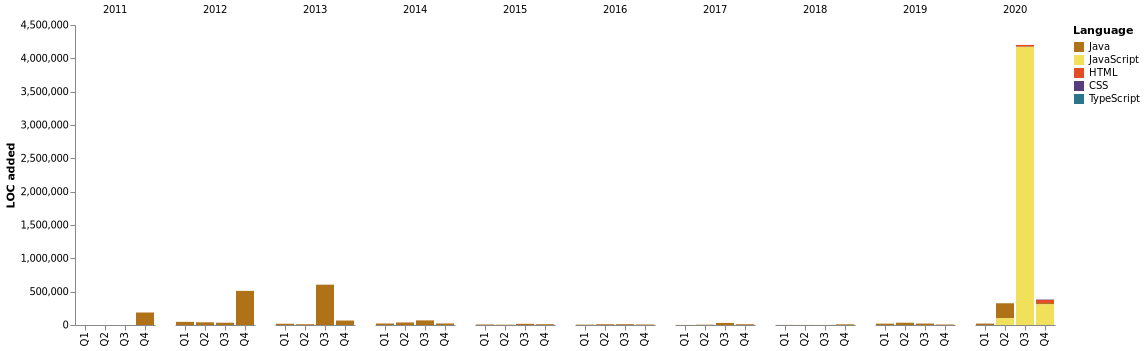 2011 2012 2013 2014 2015 2016 2017 2018 2019 2020
4,500,000
4,000,000
3,500,000
3,000,000
2,500,000
2,000,000
1,500,000
1,000,000
500,000
0
LOC added
Q1 Q2 Q3 Q4 Q1 Q2 Q3 Q4 Q1 Q2 Q3 Q4 Q1 Q2 Q3 Q4 Q1 Q2 Q3 Q4 Q1 Q2 Q3 Q4 Q1 Q2 Q3 Q4 Q1 Q2 Q3 Q4 Q1 Q2 Q3 Q4 Q1 Q2 Q3 Q4
Language
Java
JavaScript
HTML
CSS
TypeScript